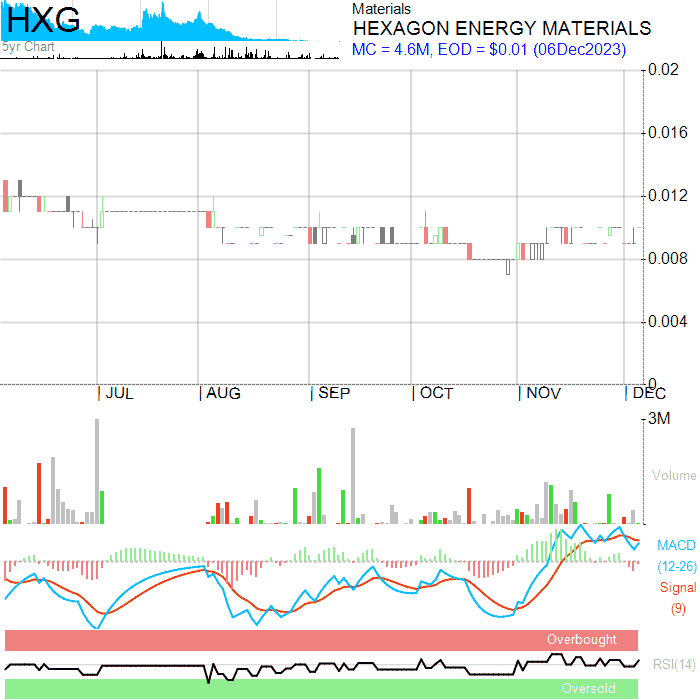 HXG
5yr Chart
Materials
HEXAGON ENERGY MATERIALS
MC = 4.6M, EOD = $0.01 (06Dec2023)
0.02
0.016
0.012
0.008
0.004
0
JUL
AUG
SEP
OCT
NOV
DEC
3M
Volume
MACD
(12-26)
Signal
(9)
Overbought
RSI(14)
Oversold